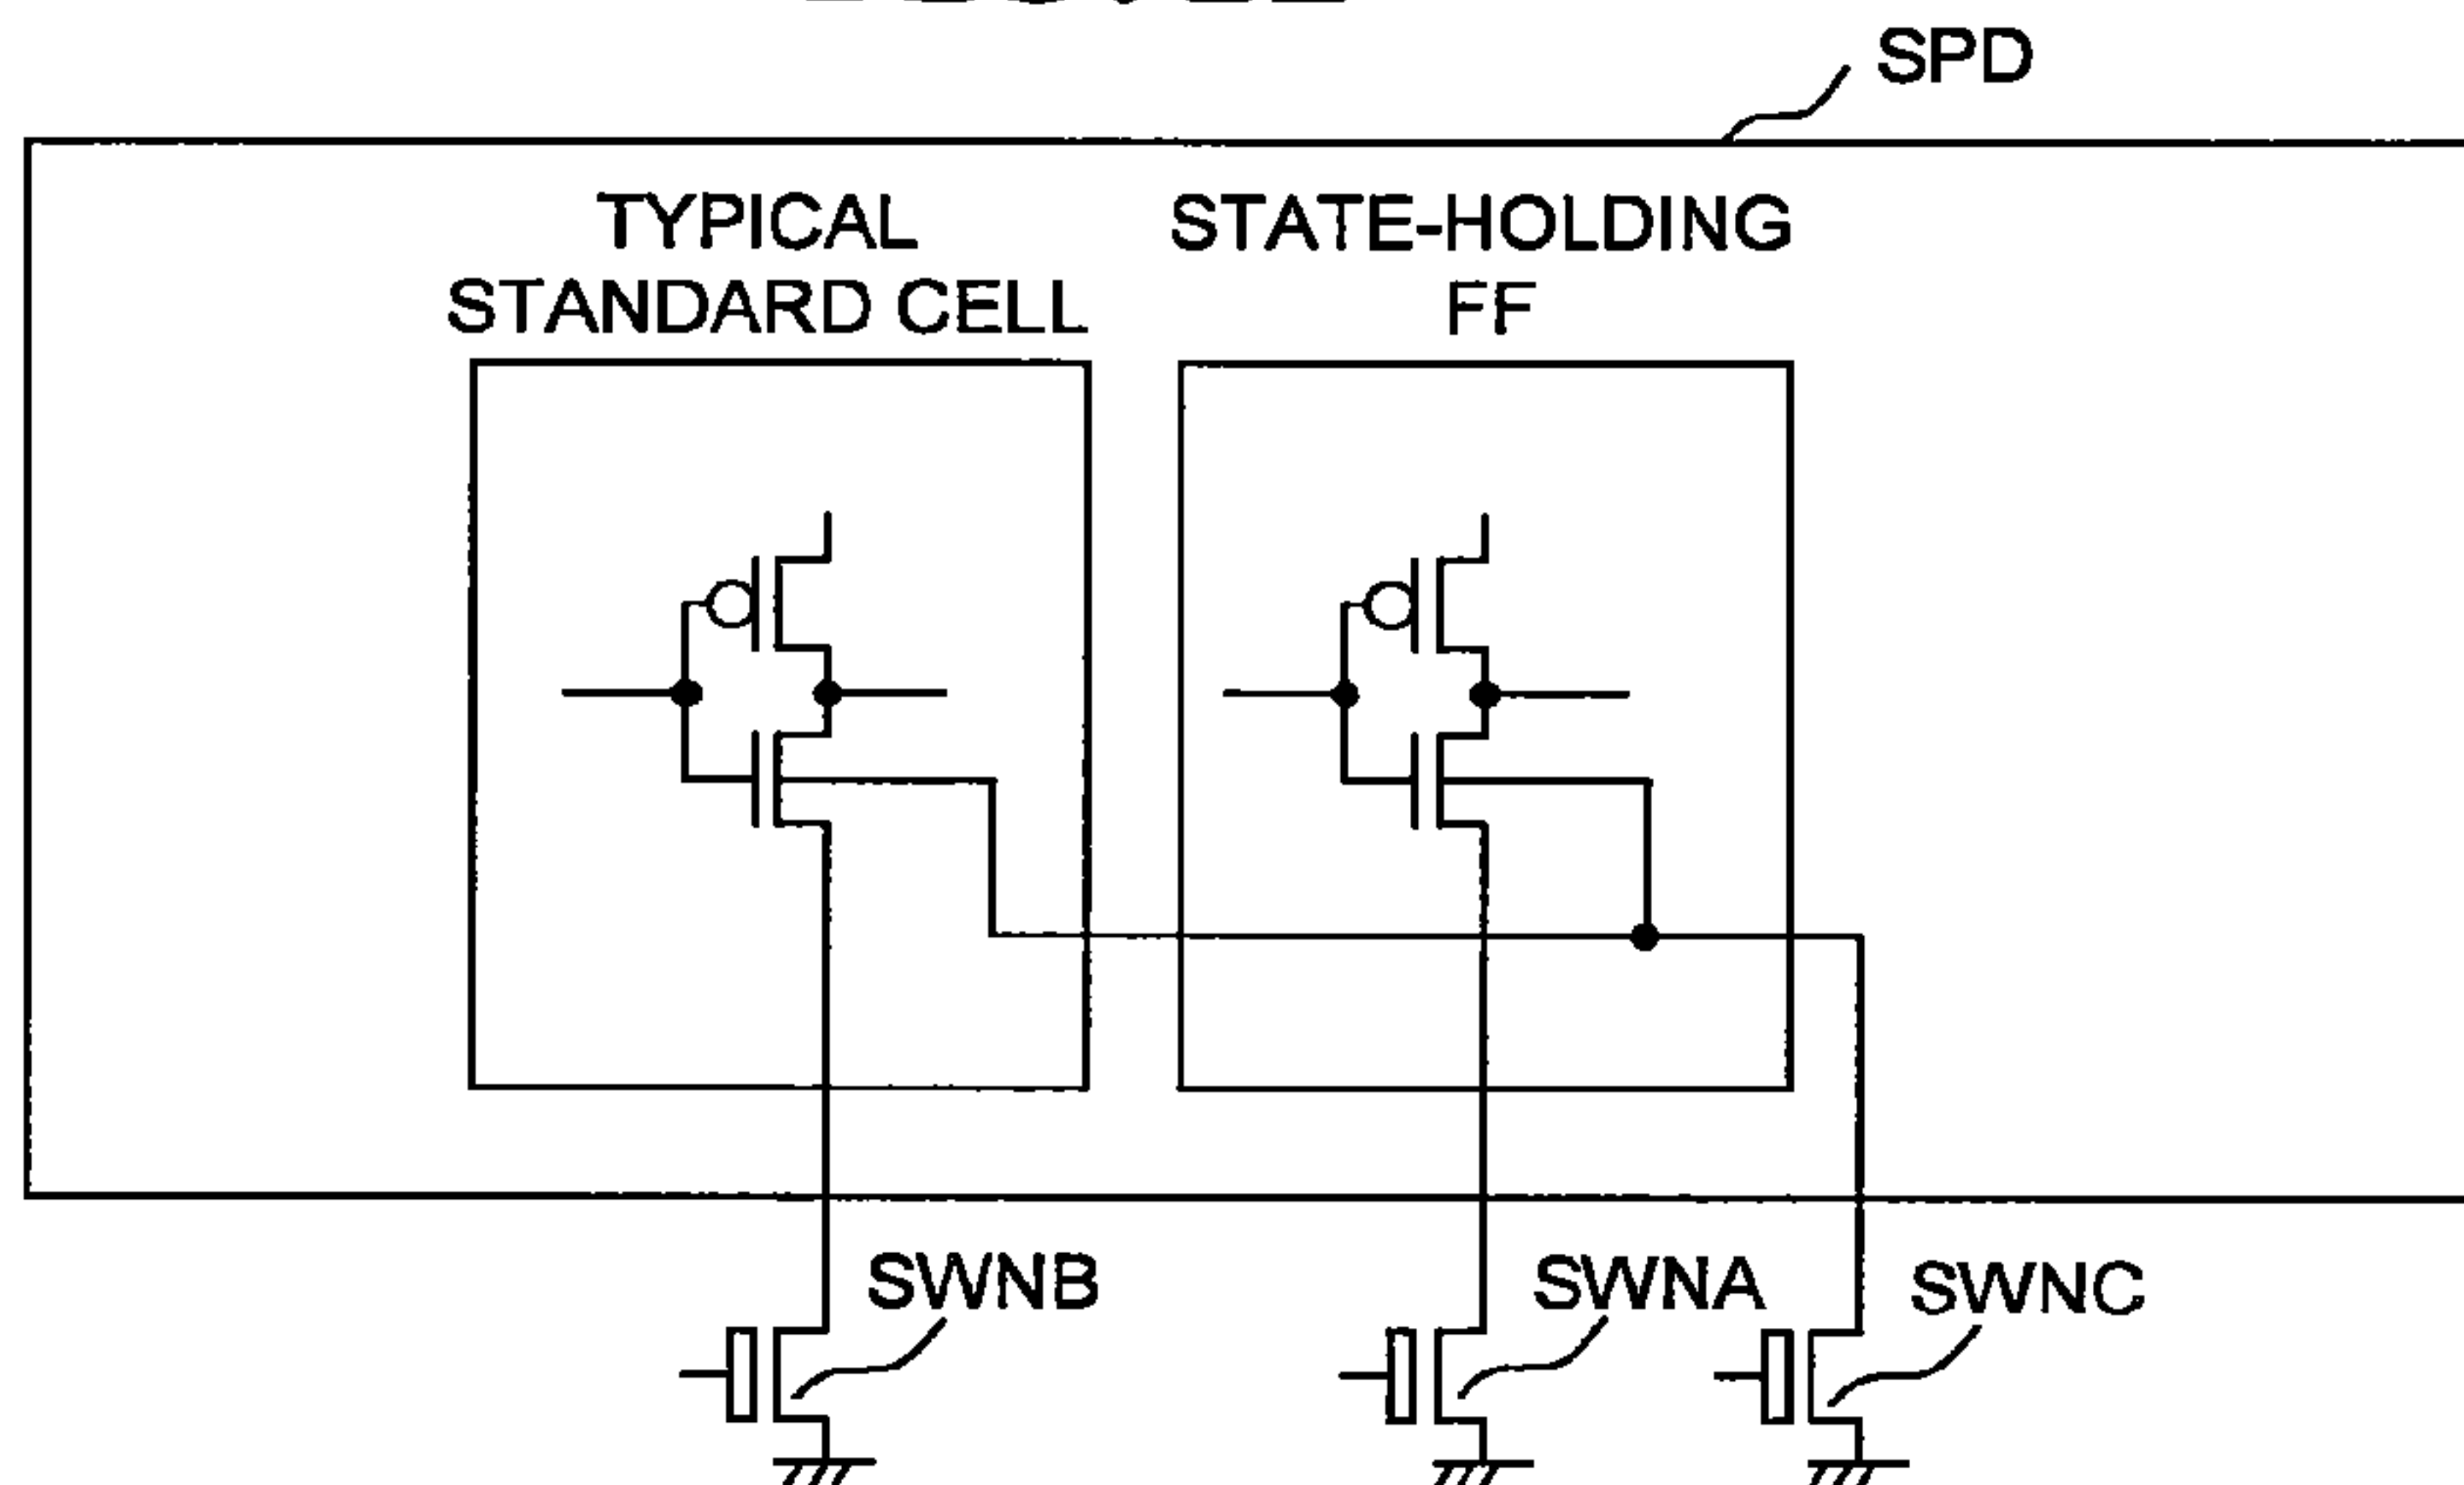 SPD
TYPICAL
STANDARD CELL
STATE-HOLDING
FF
SWNB
SWNA
SWNC